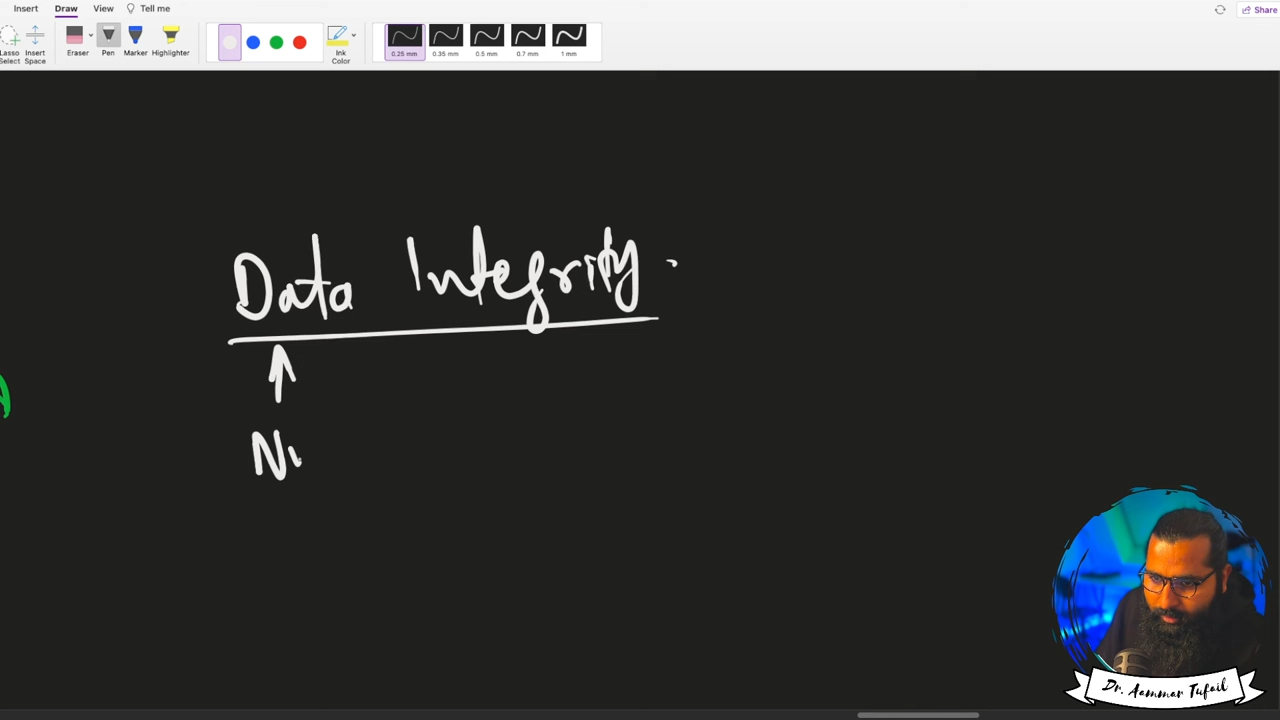 Insert Draw View Tell me
Share
Lasso Select
Insert Space
Eraser
Pen
Marker
Highlighter
Ink Color
0.25 mm
0.35 mm
0.5 mm
0.7 mm
1 mm
Data Integrity
Dr. Aammar Tufail